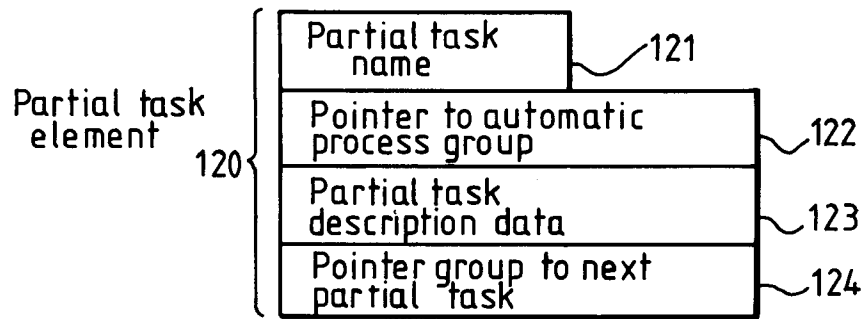 Partial task
name
121
Partial task
element
120
Pointer to automatic
process group
122
Partial task
description data
123
Pointer group to next
partial task
124